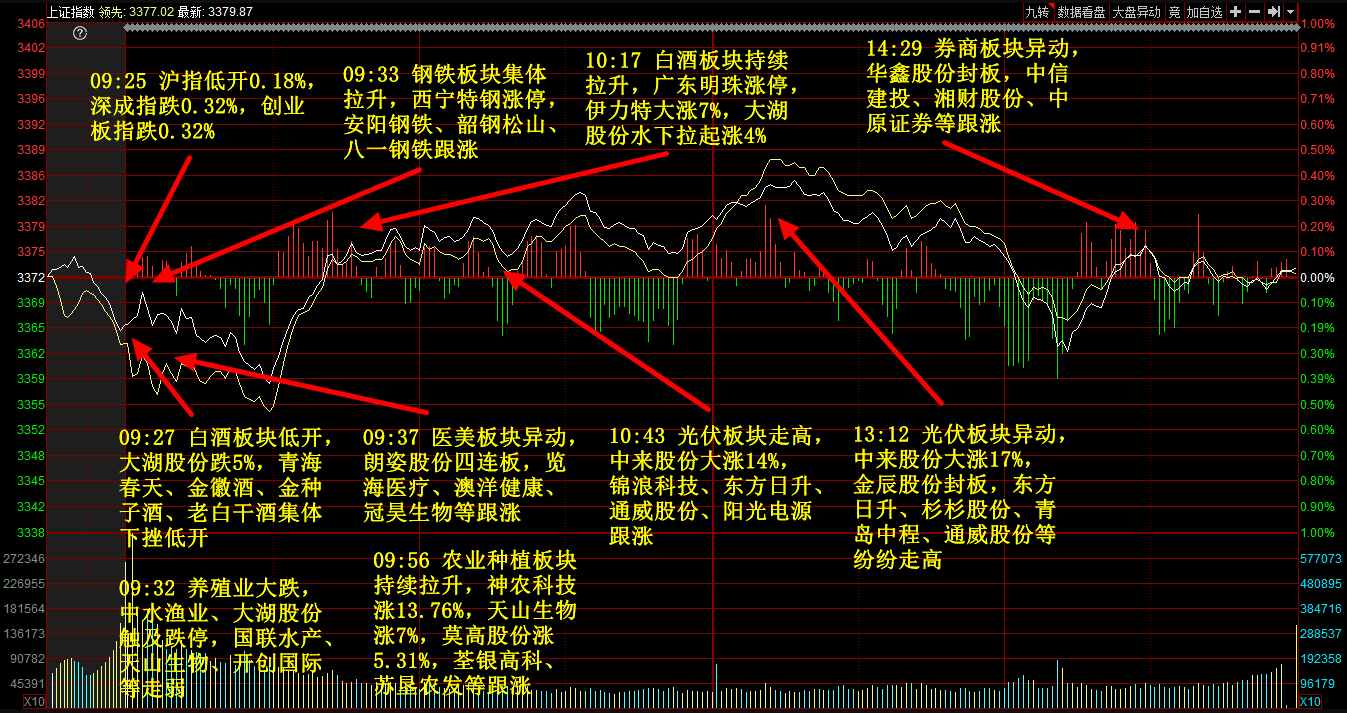 上证指数 领先: 3377.02 最新: 3379.87
九转 数据看盘 大盘异动 竞 加自选
3406
3402
3399
3396
3392
3389
3386
3382
3379
3375
3372
3369
3365
3362
3359
3355
3352
3348
3345
3342
3338
272346
226955
181564
136173
90782
45391
X10
1.00%
0.91%
0.80%
0.71%
0.60%
0.50%
0.40%
0.30%
0.20%
0.10%
0.00%
0.10%
0.19%
0.30%
0.39%
0.50%
0.60%
0.70%
0.80%
0.90%
1.00%
577073
480895
384716
288537
192358
96179
X10
09:25 沪指低开0.18%，
深成指跌0.32%，创业
板指跌0.32%
09:33 钢铁板块集体
拉升，西宁特钢涨停，
安阳钢铁、韶钢松山、
八一钢铁跟涨
10:17 白酒板块持续
拉升，广东明珠涨停，
伊力特大涨7%，大湖
股份水下拉起涨4%
14:29 券商板块异动，
华鑫股份封板，中信
建投、湘财股份、中
原证券等跟涨
09:27 白酒板块低开，
大湖股份跌5%，青海
春天、金徽酒、金种
子酒、老白干酒集体
下挫低开
09:32 养殖业大跌，
中水渔业、大湖股份
触及跌停，国联水产、
天山生物、开创国际
等走弱
09:37 医美板块异动，
朗姿股份四连板，览
海医疗、澳洋健康、
冠昊生物等跟涨
09:56 农业种植板块
持续拉升，神农科技
涨13.76%，天山生物
涨7%，莫高股份涨
5.31%，荃银高科、
苏垦农发等跟涨
10:43 光伏板块走高，
中来股份大涨14%，
锦浪科技、东方日升、
通威股份、阳光电源
跟涨
13:12 光伏板块异动，
中来股份大涨17%，
金辰股份封板，东方
日升、杉杉股份、青
岛中程、通威股份等
纷纷走高